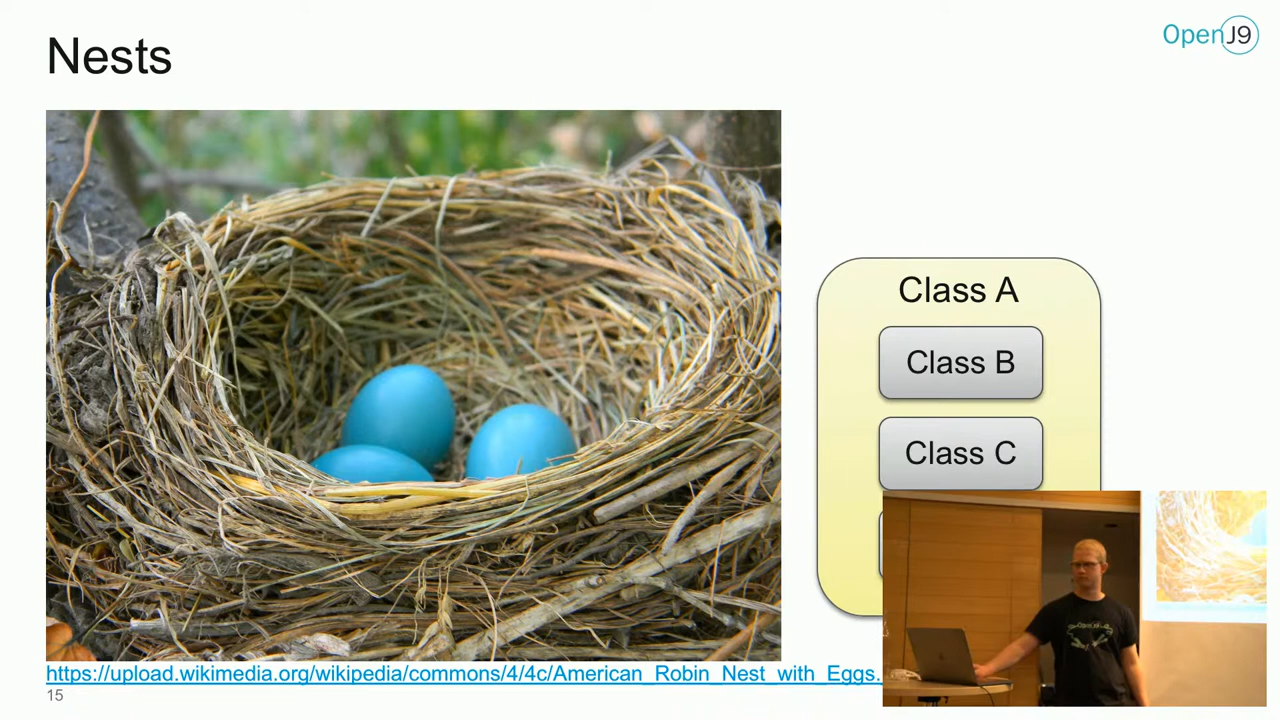 Nests
OpenJ9
Class A
Class B
Class C
https://upload.wikimedia.org/wikipedia/commons/4/4c/American_Robin_Nest_with_Eggs.
15